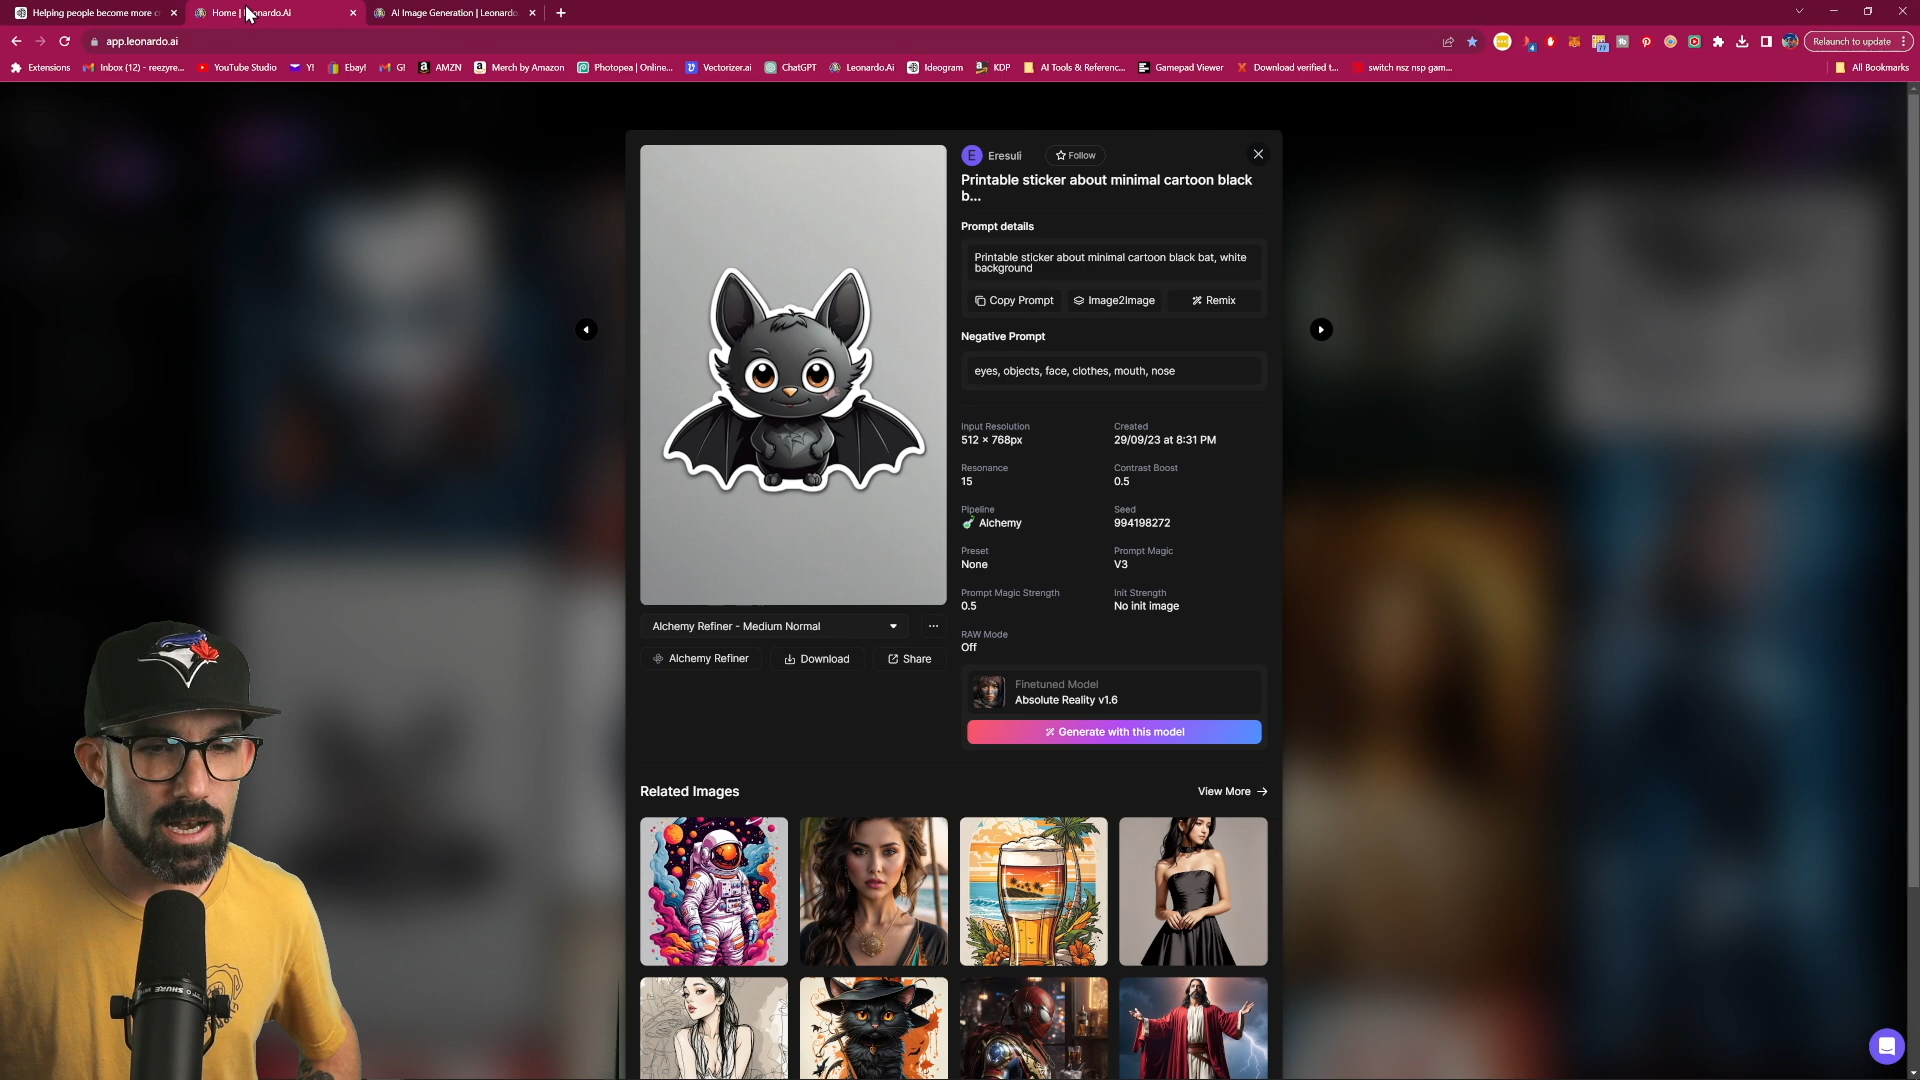 Helping people become more cr
Home | Leonardo.Ai
AI Image Generation | Leonardo
app.leonardo.ai
Relaunch to update
Extensions
Inbox (12) - reezyre...
YouTube Studio
Y!
Ebay!
G!
AMZN
Merch by Amazon
Photopea | Online...
Vectorizer.ai
ChatGPT
Leonardo.Ai
Ideogram
KDP
AI Tools & Referenc...
Gamepad Viewer
Download verified t...
switch nsz nsp gam...
All Bookmarks
E Eresuli
Follow
Printable sticker about minimal cartoon black
b...
Prompt details
Printable sticker about minimal cartoon black bat, white
background
Copy Prompt
Image2Image
Remix
Negative Prompt
eyes, objects, face, clothes, mouth, nose
Input Resolution
512 × 768px
Created
29/09/23 at 8:31 PM
Resonance
15
Contrast Boost
0.5
Pipeline
Alchemy
Seed
994198272
Preset
None
Prompt Magic
V3
Prompt Magic Strength
0.5
Init Strength
No init image
RAW Mode
Off
Alchemy Refiner - Medium Normal
Alchemy Refiner
Download
Share
Finetuned Model
Absolute Reality v1.6
Generate with this model
Related Images
View More
SHURE